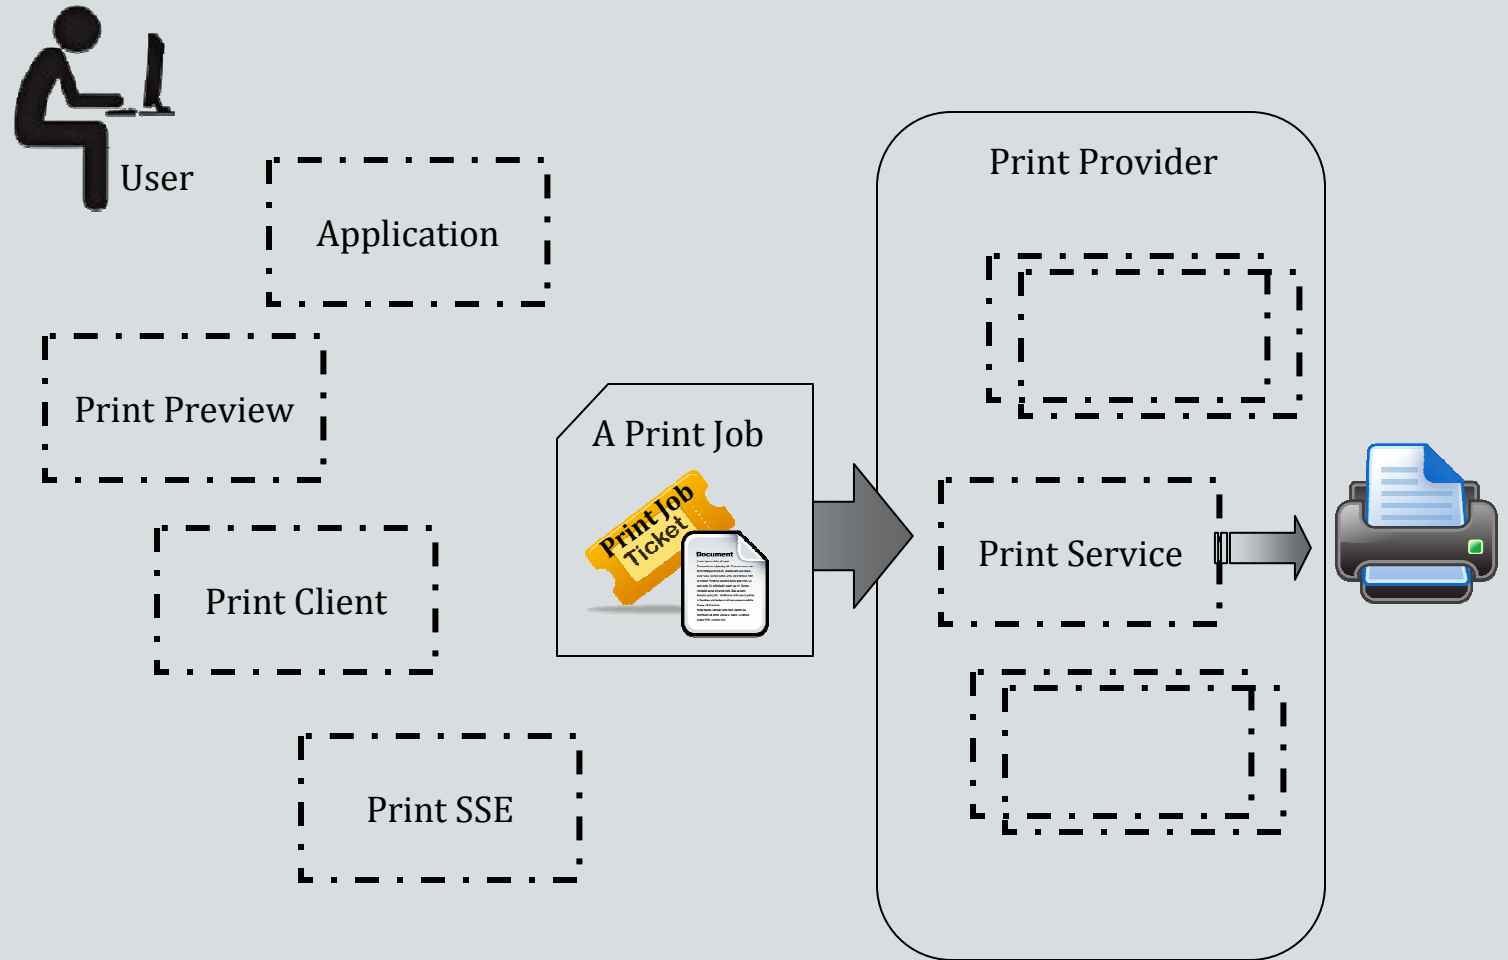 User
Application
Print Preview
Print Client
Print SSE
A Print Job
Print Job
Ticket
Document
Print Provider
Print Service